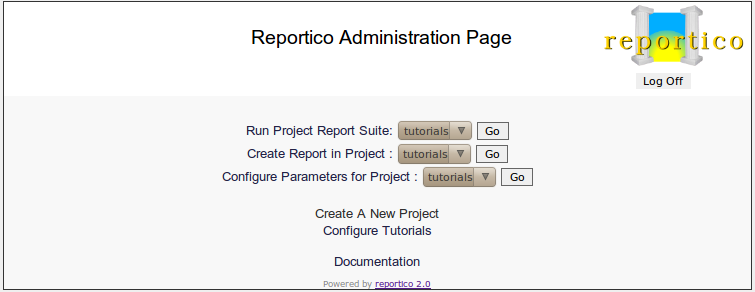 Reportico Administration Page
reportico
Log Off
Run Project Report Suite: tutorials Go
Create Report in Project : tutorials Go
Configure Parameters for Project : tutorials Go
Create A New Project
Configure Tutorials
Documentation
Powered by reportico 2.0